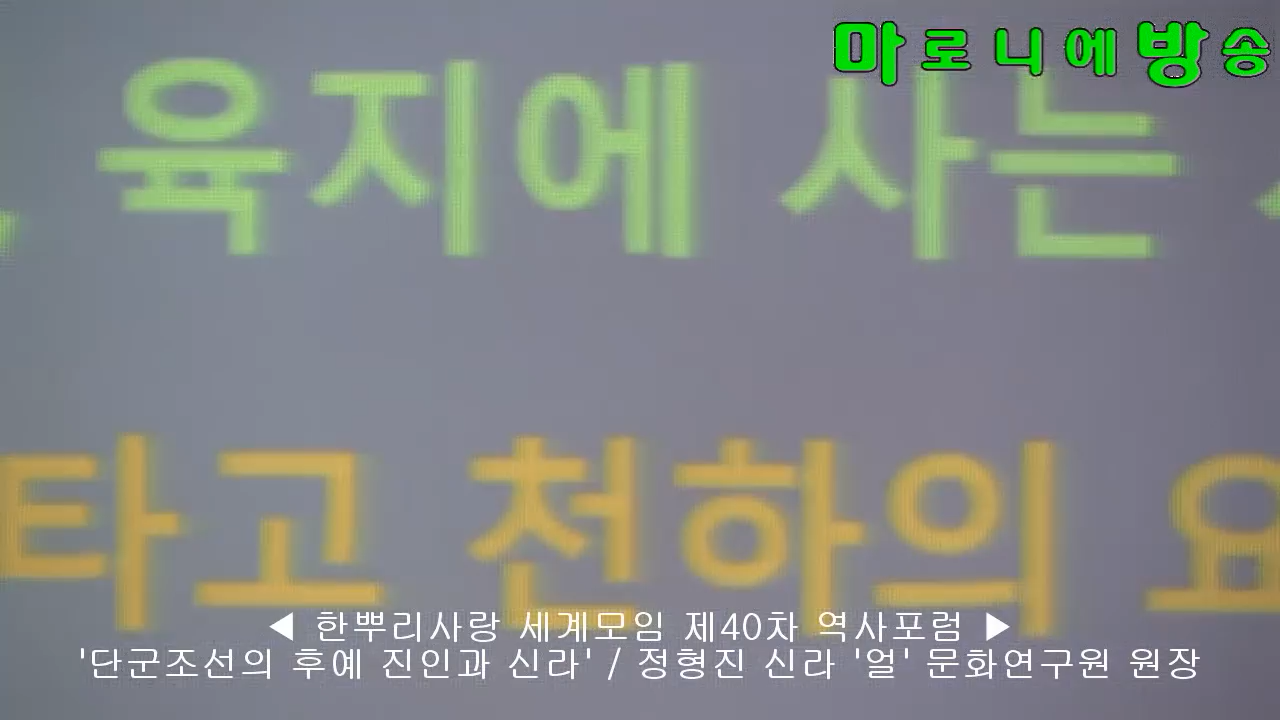 마로니에방송
육지에 사는
타고 천하의 요
◀ 한뿌리사랑 세계모임 제40차 역사포럼 ▶
'단군조선의 후예 진인과 신라' / 정형진 신라 '얼' 문화연구원 원장